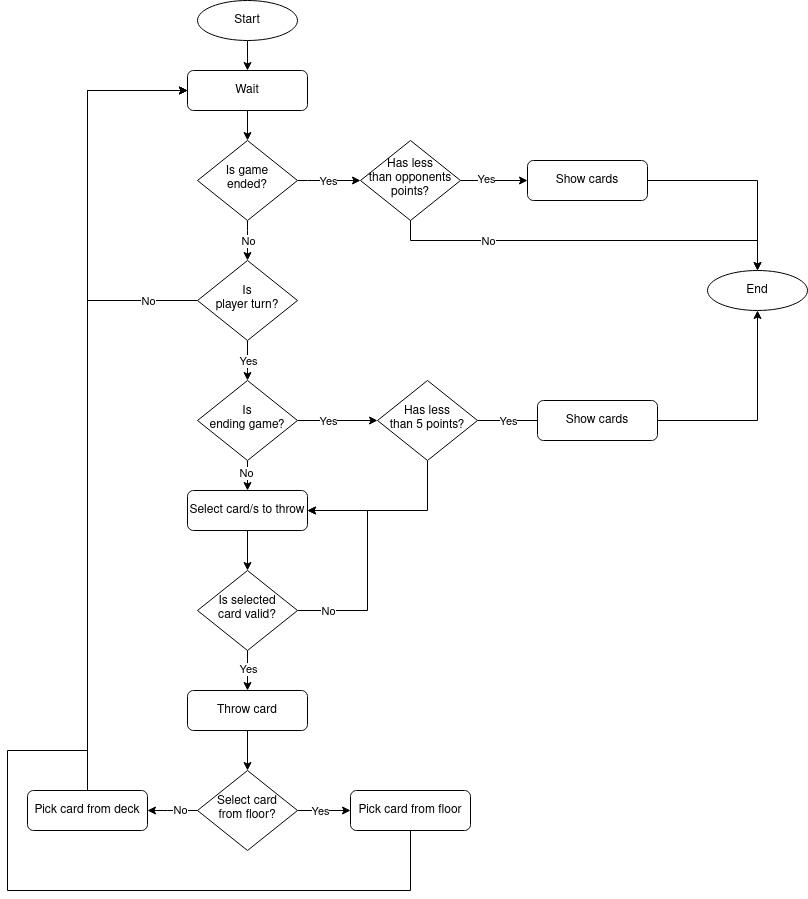 Start
Wait
Is game
ended?
Yes
Has less
than opponents
points?
Yes
Show cards
No
No
End
Is
player turn?
No
Yes
Is
ending game?
Yes
Has less
than 5 points?
Yes
Show cards
No
Select card/s to throw
Is selected
card valid?
No
Yes
Throw card
Pick card from deck
No
Select card
from floor?
Yes
Pick card from floor